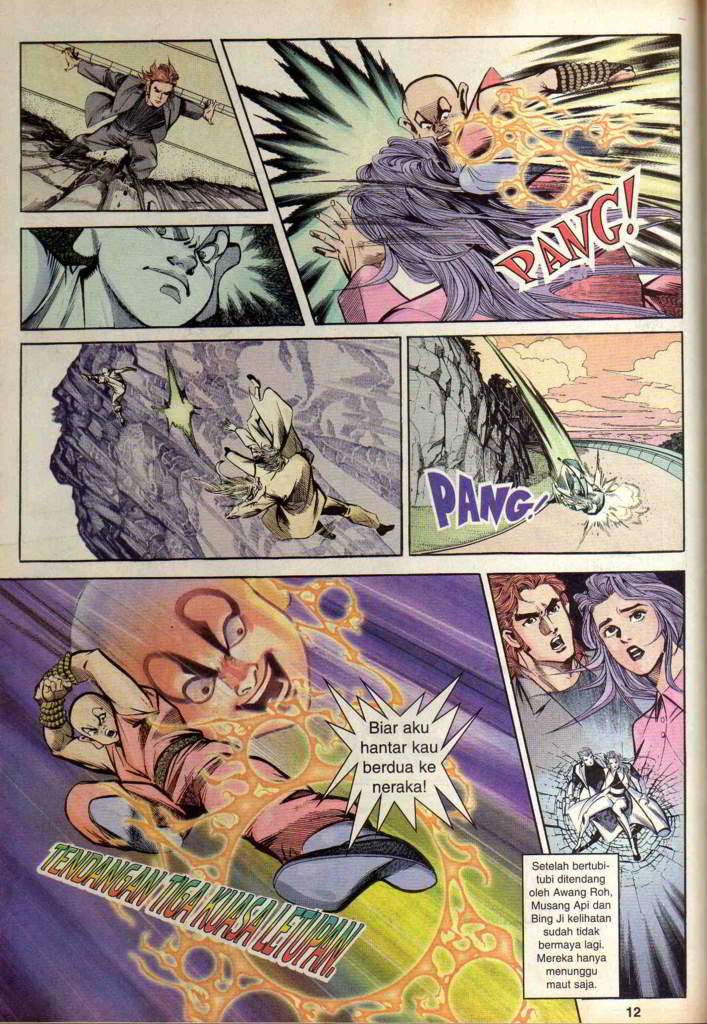 PANG!
PANG!
Biar aku
hantar kau
berdua ke
neraka!
TENDANGAN TIGA KUASA LETUPAN.
Setelah bertubi-
tubi ditendang
oleh Awang Roh,
Musang Api dan
Bing Ji kelihatan
sudah tidak
bermaya lagi.
Mereka hanya
menunggu
maut saja.
12